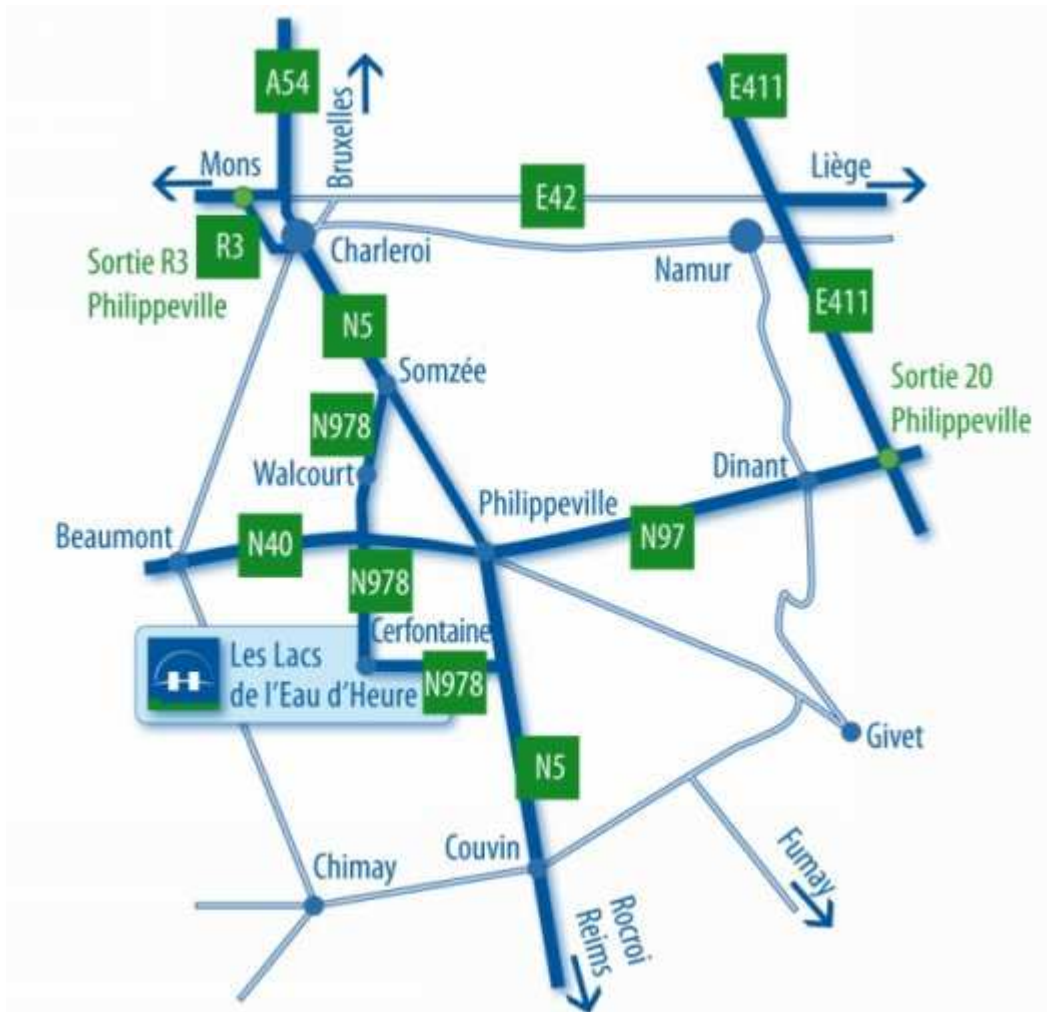 A54
Bruxelles
E411
Mons
Liège
E42
R3
Charleroi
Sortie R3
Philippeville
Namur
E411
N5
Somzée
Sortie 20
Philippeville
N978
Walcourt
Dinant
Philippeville
Beaumont
N40
N97
N978
Cerfontaine
Les Lacs
de l'Eau d'Heure
N978
Givet
N5
Couvin
Chimay
Fumay
Rocroi
Reims